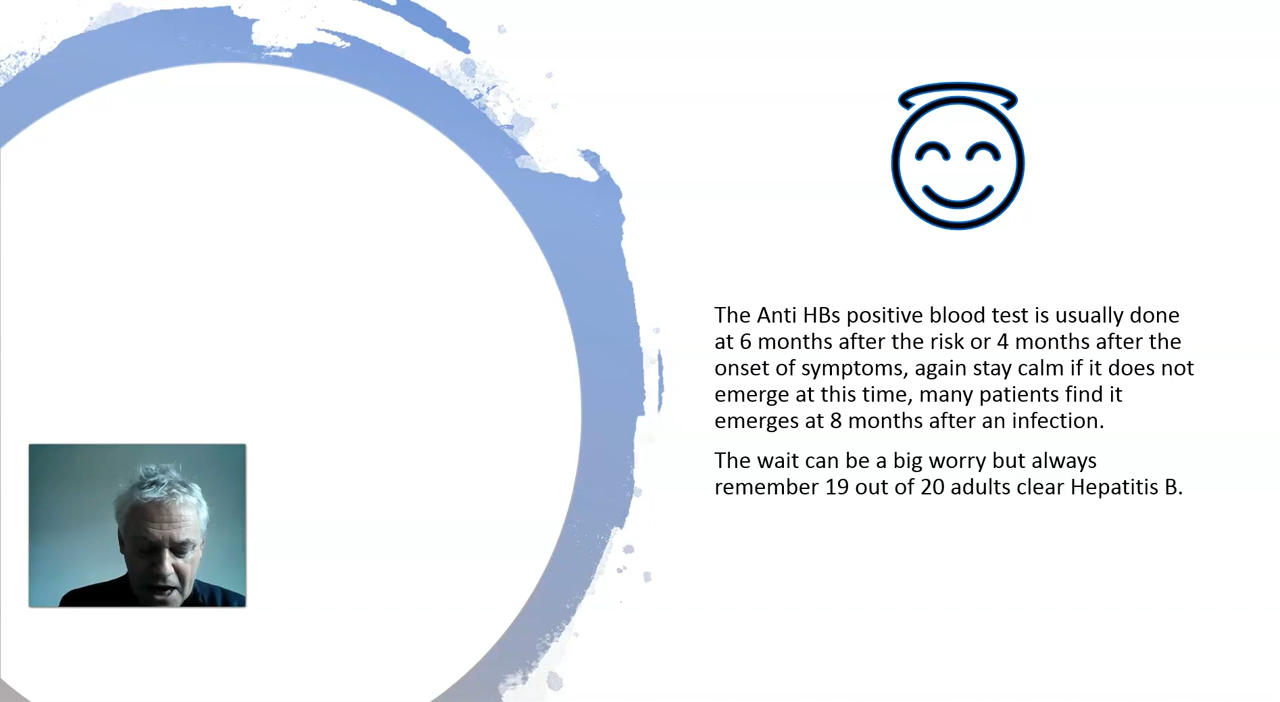 The Anti HBs positive blood test is usually done
at 6 months after the risk or 4 months after the
onset of symptoms, again stay calm if it does not
emerge at this time, many patients find it
emerges at 8 months after an infection.
The wait can be a big worry but always
remember 19 out of 20 adults clear Hepatitis B.